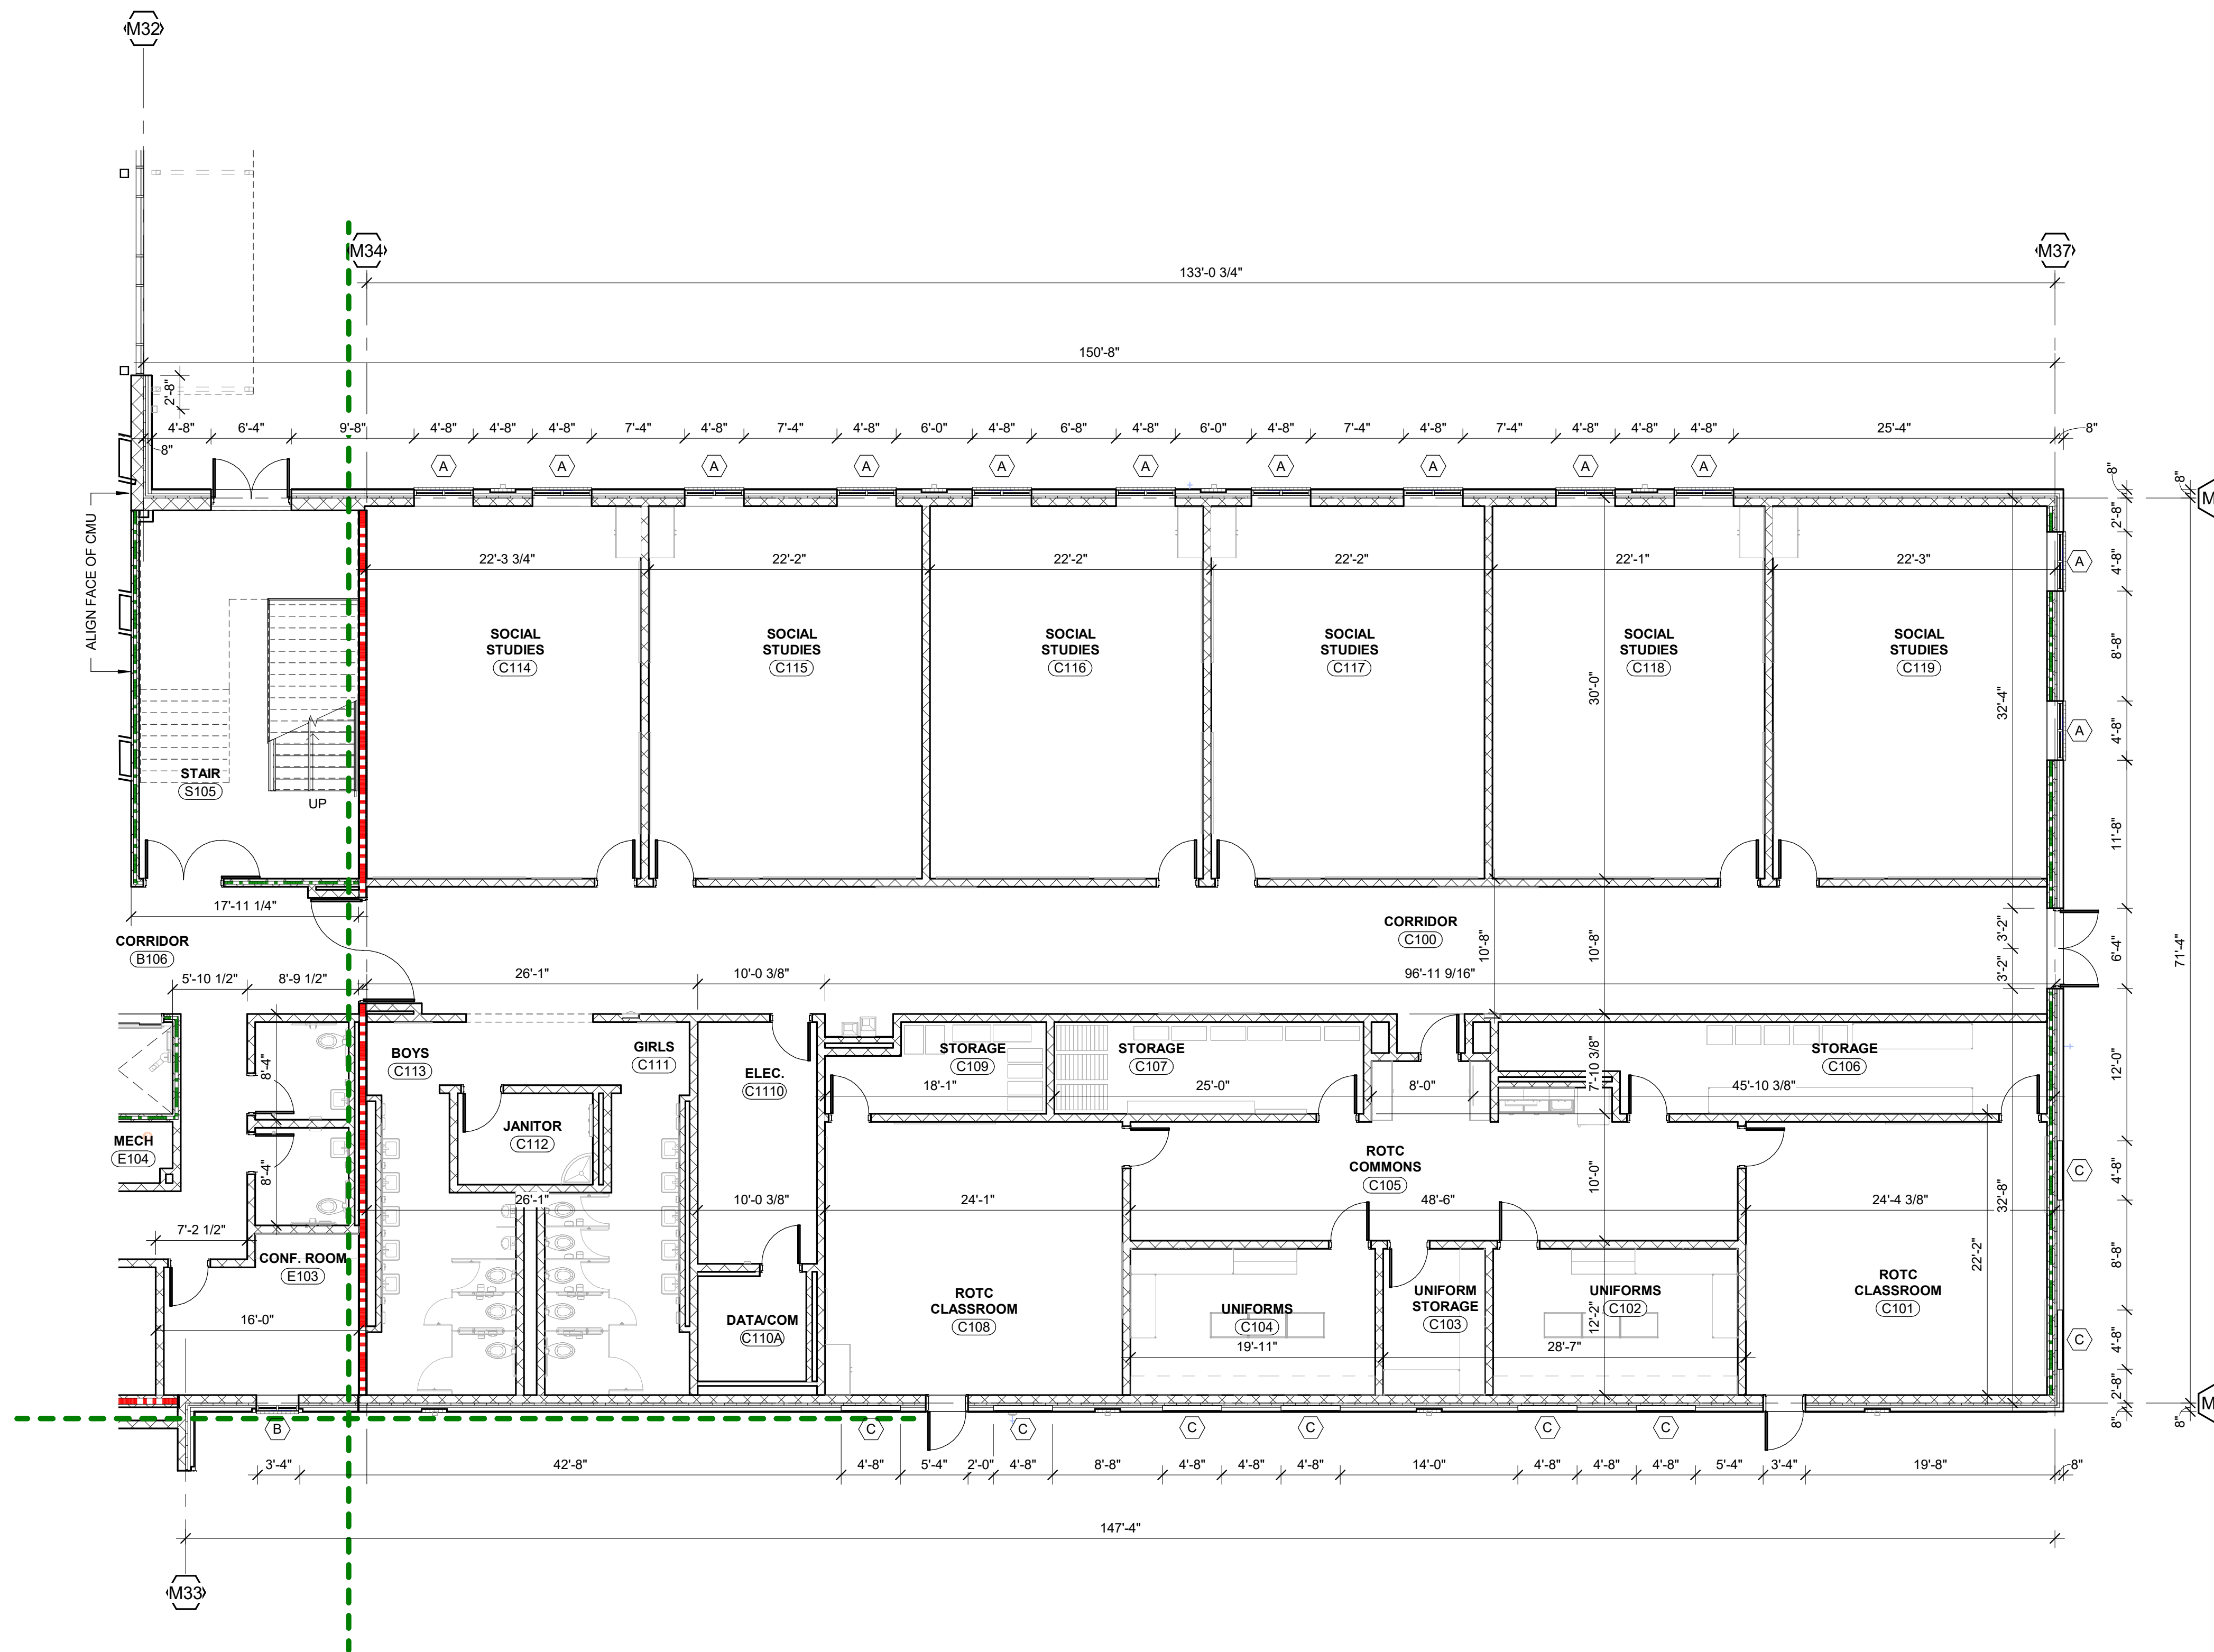 M32
M34
M37
133'-0 3/4"
150'-8"
2'-8"
4'-8"
6'-4"
9'-8"
4'-8"
4'-8"
4'-8"
7'-4"
4'-8"
7'-4"
4'-8"
6'-0"
4'-8"
6'-8"
4'-8"
6'-0"
4'-8"
7'-4"
4'-8"
7'-4"
4'-8"
4'-8"
4'-8"
25'-4"
8"
8"
A
A
A
A
A
A
A
A
A
A
8"
8"
M
2'-8"
4'-8"
A
8'-8"
4'-8"
A
11'-8"
ALIGN FACE OF CMU
22'-3 3/4"
22'-2"
22'-2"
22'-2"
22'-1"
22'-3"
SOCIAL
STUDIES
C114
SOCIAL
STUDIES
C115
SOCIAL
STUDIES
C116
SOCIAL
STUDIES
C117
SOCIAL
STUDIES
C118
SOCIAL
STUDIES
C119
30'-0"
32'-4"
STAIR
S105
UP
17'-11 1/4"
CORRIDOR
B106
CORRIDOR
C100
10'-8"
10'-8"
3'-2"
3'-2"
6'-4"
71'-4"
5'-10 1/2"
8'-9 1/2"
26'-1"
10'-0 3/8"
96'-11 9/16"
8'-4"
BOYS
C113
GIRLS
C111
ELEC.
C1110
STORAGE
C109
18'-1"
STORAGE
C107
25'-0"
8'-0"
7'-10 3/8"
STORAGE
C106
45'-10 3/8"
12'-0"
MECH
E104
8'-4"
JANITOR
C112
26'-1"
10'-0 3/8"
24'-1"
ROTC
COMMONS
C105
48'-6"
10'-0"
24'-4 3/8"
32'-8"
4'-8"
C
7'-2 1/2"
CONF. ROOM
E103
16'-0"
22'-2"
8'-8"
DATA/COM
C110A
ROTC
CLASSROOM
C108
UNIFORMS
C104
19'-11"
UNIFORM
STORAGE
C103
UNIFORMS
C102
12'-2"
28'-7"
ROTC
CLASSROOM
C101
4'-8"
C
2'-8"
8"
8"
M
B
C
C
C
C
C
C
3'-4"
42'-8"
4'-8"
5'-4"
2'-0"
4'-8"
8'-8"
4'-8"
4'-8"
4'-8"
14'-0"
4'-8"
4'-8"
4'-8"
5'-4"
3'-4"
19'-8"
8"
147'-4"
M33